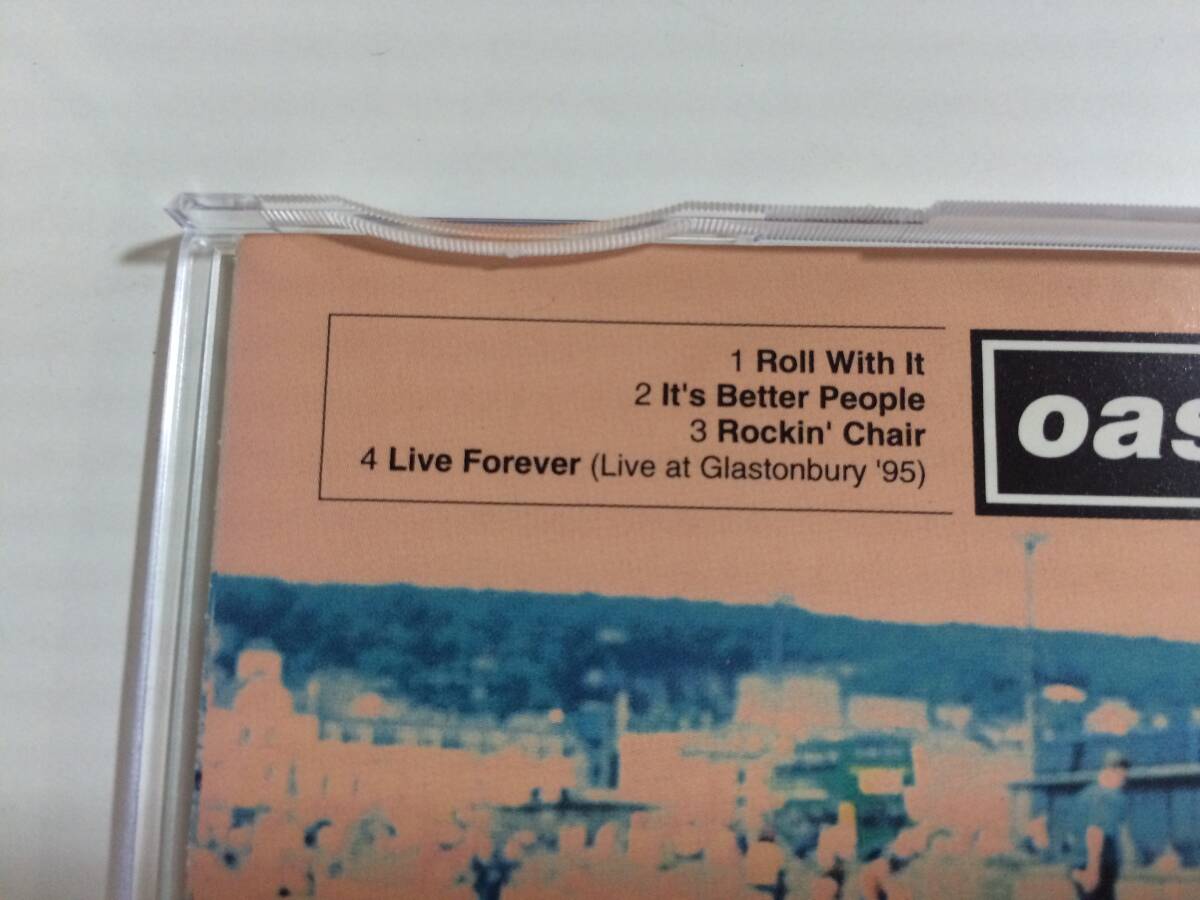 1 Roll With It
2 It's Better People
3 Rockin' Chair
4 Live Forever (Live at Glastonbury '95)
oas